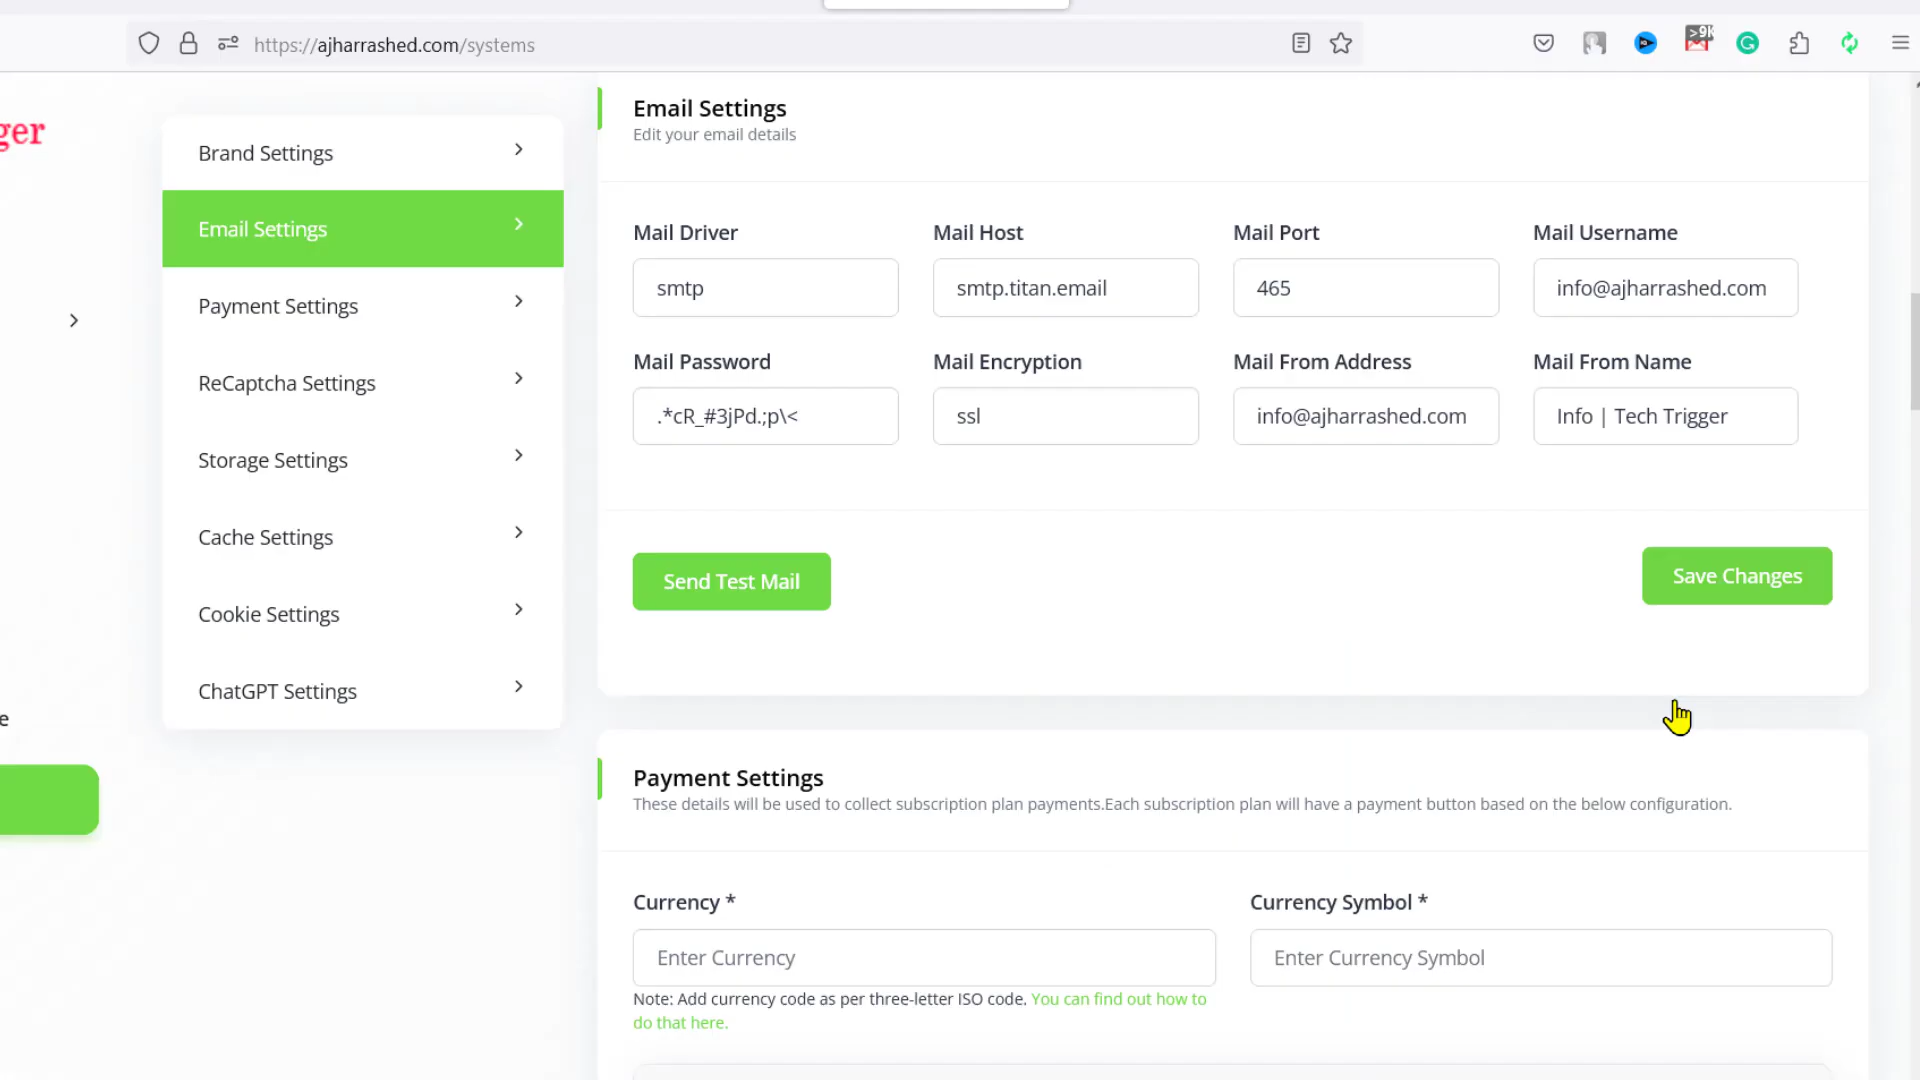 https://ajharrashed.com/systems
>9K
ger
Brand Settings
Email Settings
Payment Settings
ReCaptcha Settings
Storage Settings
Cache Settings
Cookie Settings
ChatGPT Settings
e
Email Settings
Edit your email details
Mail Driver
Mail Host
Mail Port
Mail Username
smtp
smtp.titan.email
465
info@ajharrashed.com
Mail Password
Mail Encryption
Mail From Address
Mail From Name
.*cR_#3jPd.;p\<
ssl
info@ajharrashed.com
Info | Tech Trigger
Send Test Mail
Save Changes
Payment Settings
These details will be used to collect subscription plan payments.Each subscription plan will have a payment button based on the below configuration.
Currency *
Currency Symbol *
Enter Currency
Enter Currency Symbol
Note: Add currency code as per three-letter ISO code. You can find out how to
do that here.